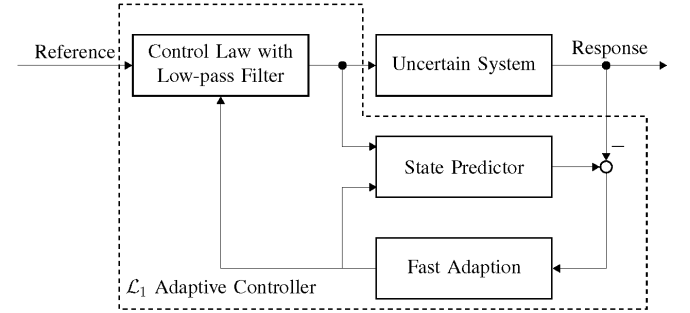 Reference
Control Law with
Low-pass Filter
Uncertain System
Response
−
State Predictor
Fast Adaption
ℒ₁ Adaptive Controller